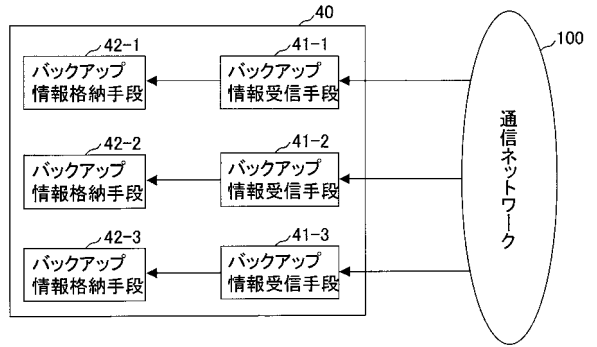 40
100
42-1
41-1
バックアップ
情報格納手段
バックアップ
情報受信手段
42-2
41-2
バックアップ
情報格納手段
バックアップ
情報受信手段
42-3
41-3
バックアップ
情報格納手段
バックアップ
情報受信手段
通信ネットワーク